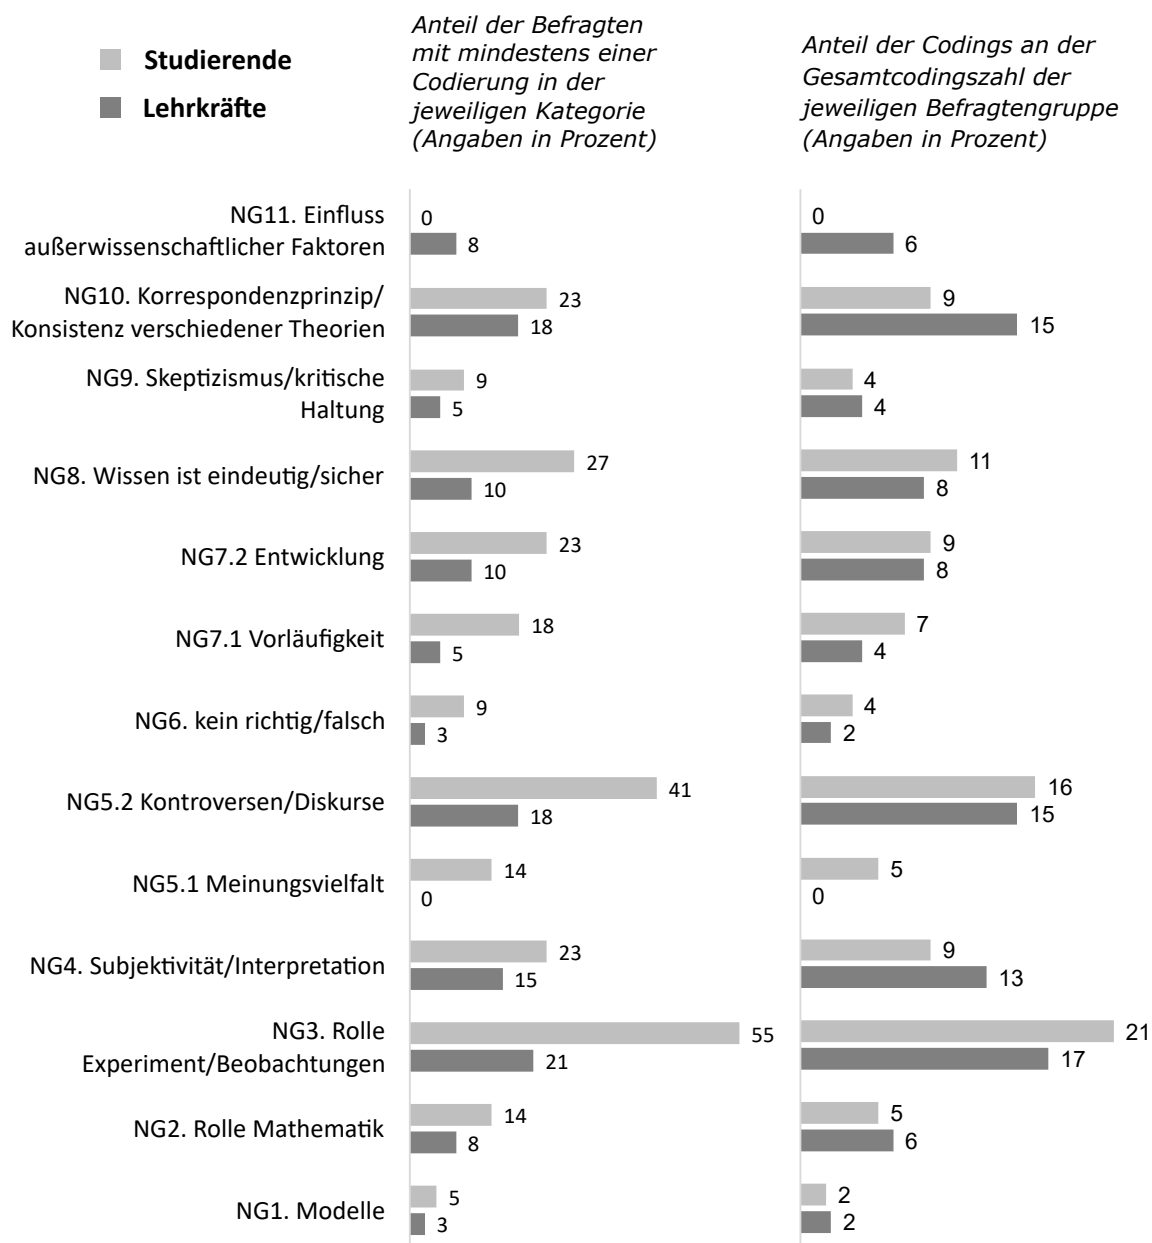 Studierende
Lehrkräfte
Anteil der Befragten
mit mindestens einer
Codierung in der
jeweiligen Kategorie
(Angaben in Prozent)
Anteil der Codings an der
Gesamtcodingszahl der
jeweiligen Befragtengruppe
(Angaben in Prozent)
NG11. Einfluss
außerwissenschaftlicher Faktoren
0
8
0
6
NG10. Korrespondenzprinzip/
Konsistenz verschiedener Theorien
23
18
9
15
NG9. Skeptizismus/kritische
Haltung
9
5
4
4
NG8. Wissen ist eindeutig/sicher
27
10
11
8
NG7.2 Entwicklung
23
10
9
8
NG7.1 Vorläufigkeit
18
5
7
4
NG6. kein richtig/falsch
9
3
4
2
NG5.2 Kontroversen/Diskurse
41
18
16
15
NG5.1 Meinungsvielfalt
14
0
5
0
NG4. Subjektivität/Interpretation
23
15
9
13
NG3. Rolle
Experiment/Beobachtungen
55
21
21
17
NG2. Rolle Mathematik
14
8
5
6
NG1. Modelle
5
3
2
2